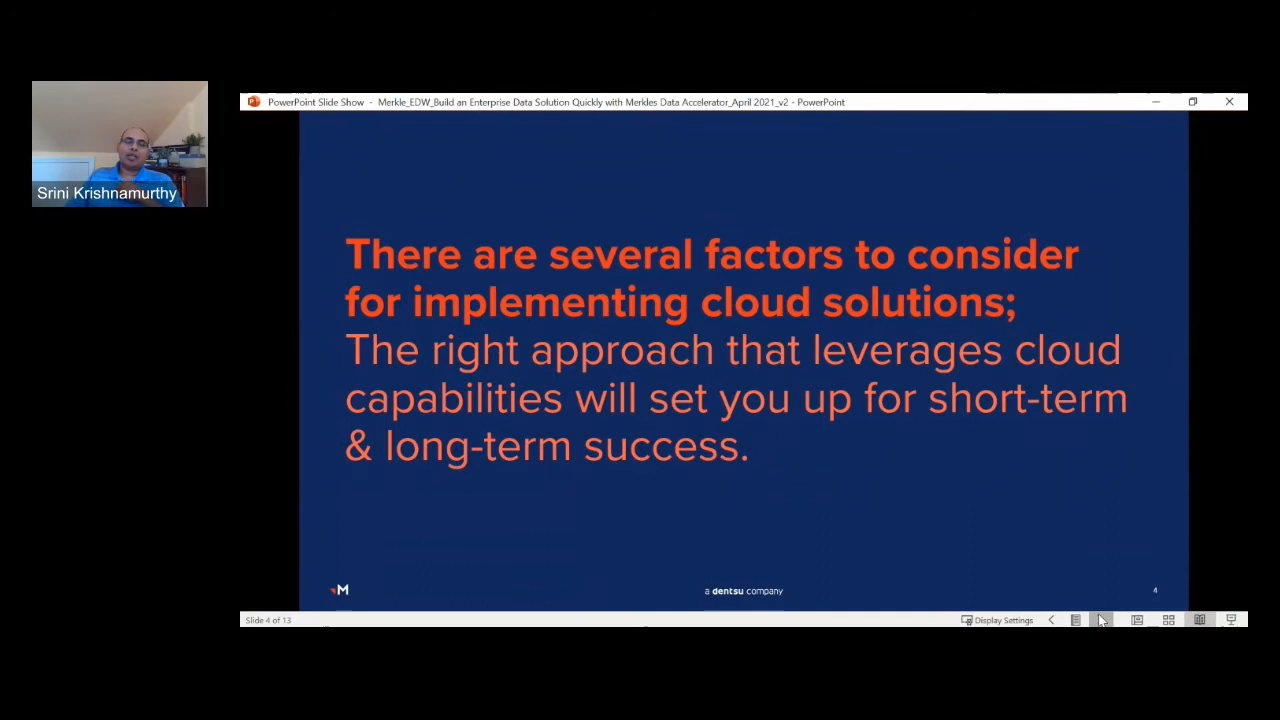 PowerPoint Slide Show - Merkle_EDW_Build an Enterprise Data Solution Quickly with Merkles Data Accelerator_April 2021_v2 - PowerPoint
Srini Krishnamurthy
There are several factors to consider
for implementing cloud solutions;
The right approach that leverages cloud
capabilities will set you up for short-term
& long-term success.
M
a dentsu company
4
Slide 4 of 13
Display Settings